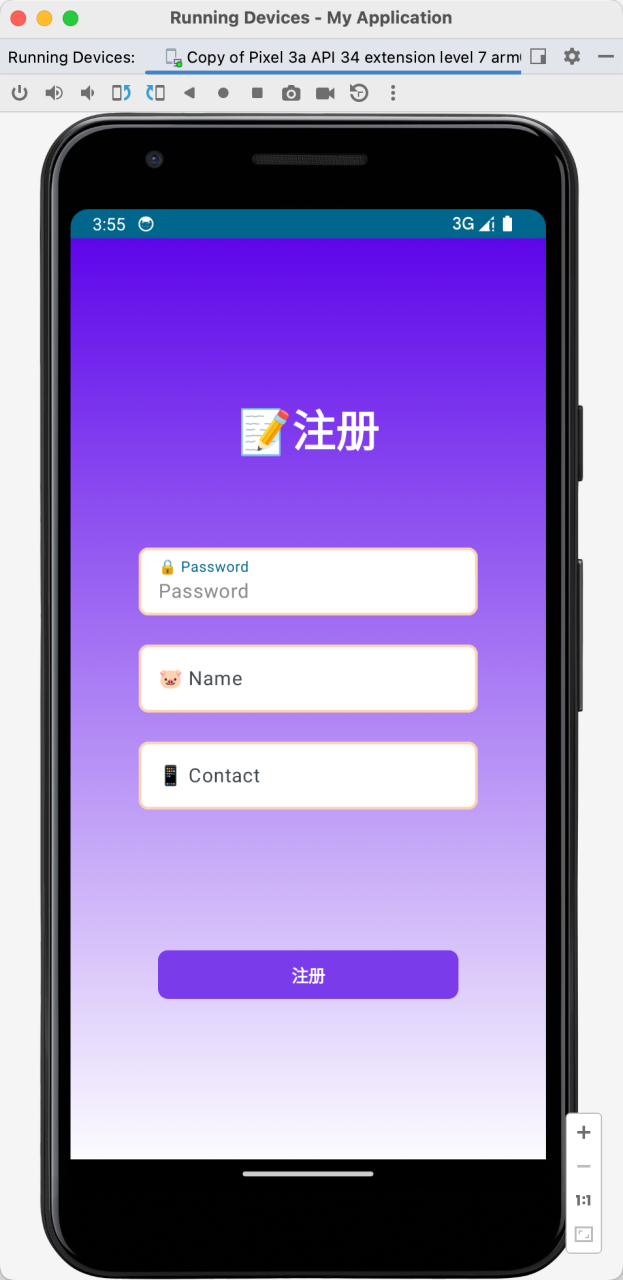 Running Devices - My Application
Running Devices: Copy of Pixel 3a API 34 extension level 7 arm
3:55 3G
📝注册
🔒 Password
Password
🐷 Name
📱 Contact
注册
1:1